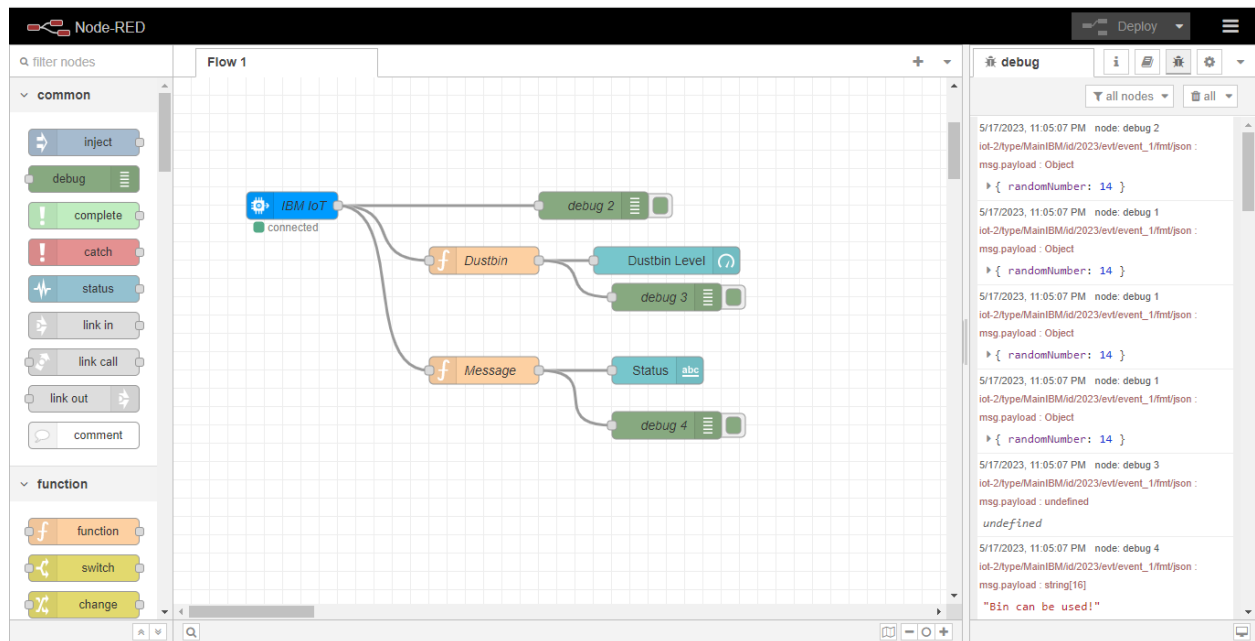 Node-RED
Deploy
filter nodes
Flow 1
debug
i
all nodes
all
common
inject
debug
complete
catch
status
link in
link call
link out
comment
function
function
switch
change
IBM IoT
connected
debug 2
Dustbin
Dustbin Level
debug 3
Message
Status
abc
debug 4
5/17/2023, 11:05:07 PM node: debug 2
iot-2/type/MainIBM/id/2023/evt/event_1/fmt/json :
msg.payload : Object
{ randomNumber: 14 }
5/17/2023, 11:05:07 PM node: debug 1
iot-2/type/MainIBM/id/2023/evt/event_1/fmt/json :
msg.payload : Object
{ randomNumber: 14 }
5/17/2023, 11:05:07 PM node: debug 1
iot-2/type/MainIBM/id/2023/evt/event_1/fmt/json :
msg.payload : Object
{ randomNumber: 14 }
5/17/2023, 11:05:07 PM node: debug 1
iot-2/type/MainIBM/id/2023/evt/event_1/fmt/json :
msg.payload : Object
{ randomNumber: 14 }
5/17/2023, 11:05:07 PM node: debug 3
iot-2/type/MainIBM/id/2023/evt/event_1/fmt/json :
msg.payload : undefined
undefined
5/17/2023, 11:05:07 PM node: debug 4
iot-2/type/MainIBM/id/2023/evt/event_1/fmt/json :
msg.payload : string[16]
"Bin can be used!"